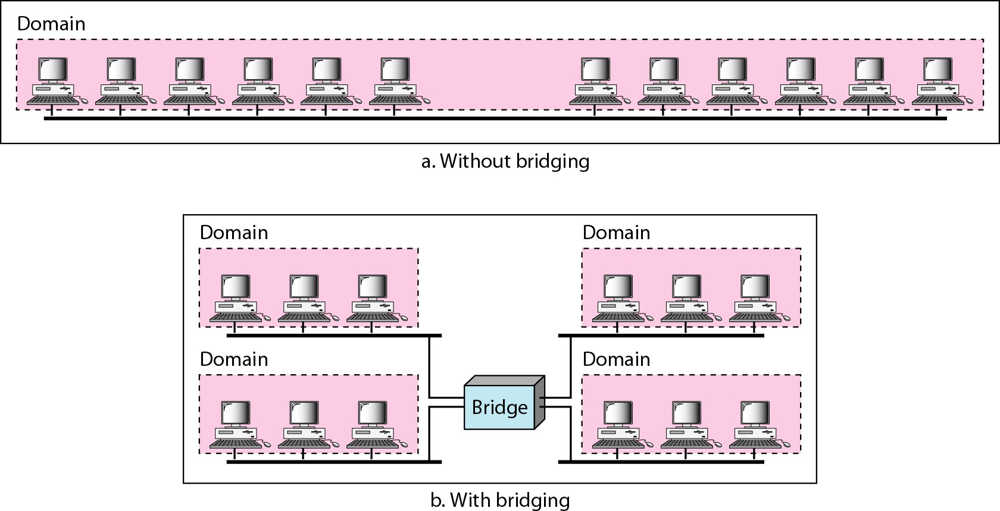 Domain
a. Without bridging
Domain
Domain
Domain
Domain
Bridge
b. With bridging